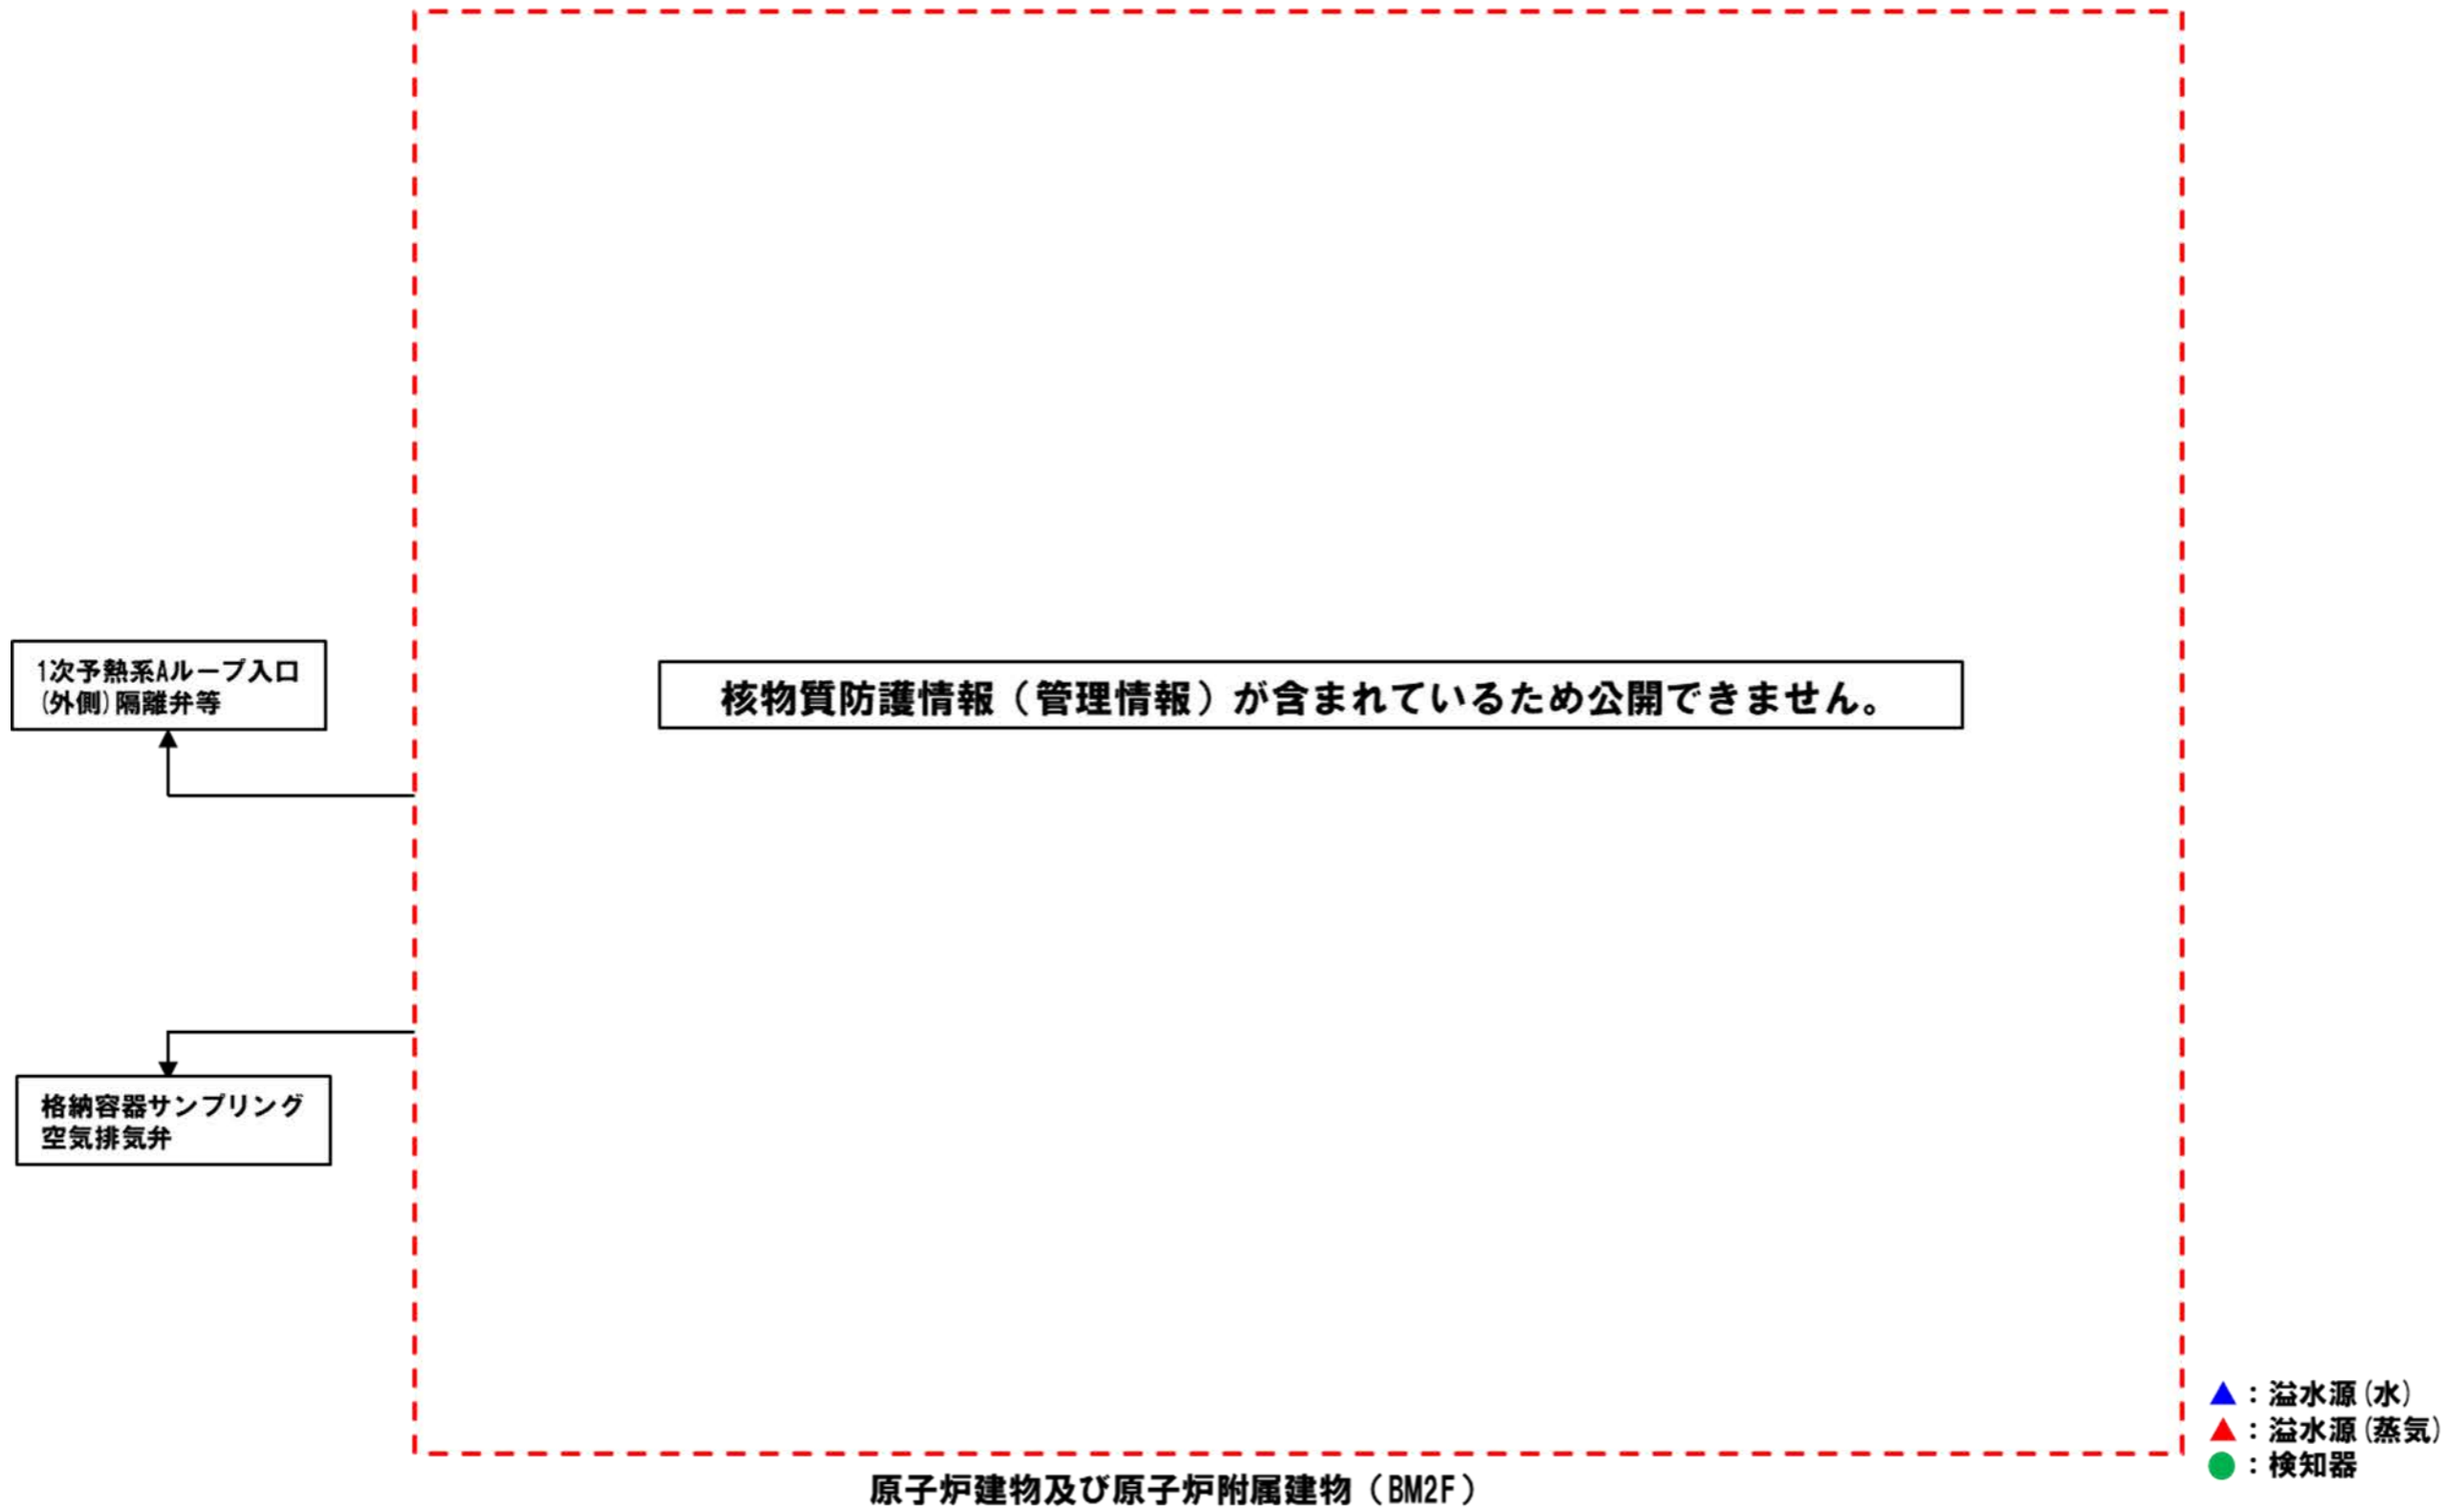 1次予熱系Aループ入口
(外側)隔離弁等
核物質防護情報（管理情報）が含まれているため公開できません。
格納容器サンプリング
空気排気弁
▲：溢水源(水)
▲：溢水源(蒸気)
●：検知器
原子炉建物及び原子炉附属建物（BM2F）